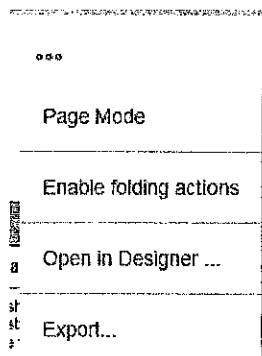 ooo
Page Mode
Enable folding actions
Open in Designer ...
Export...